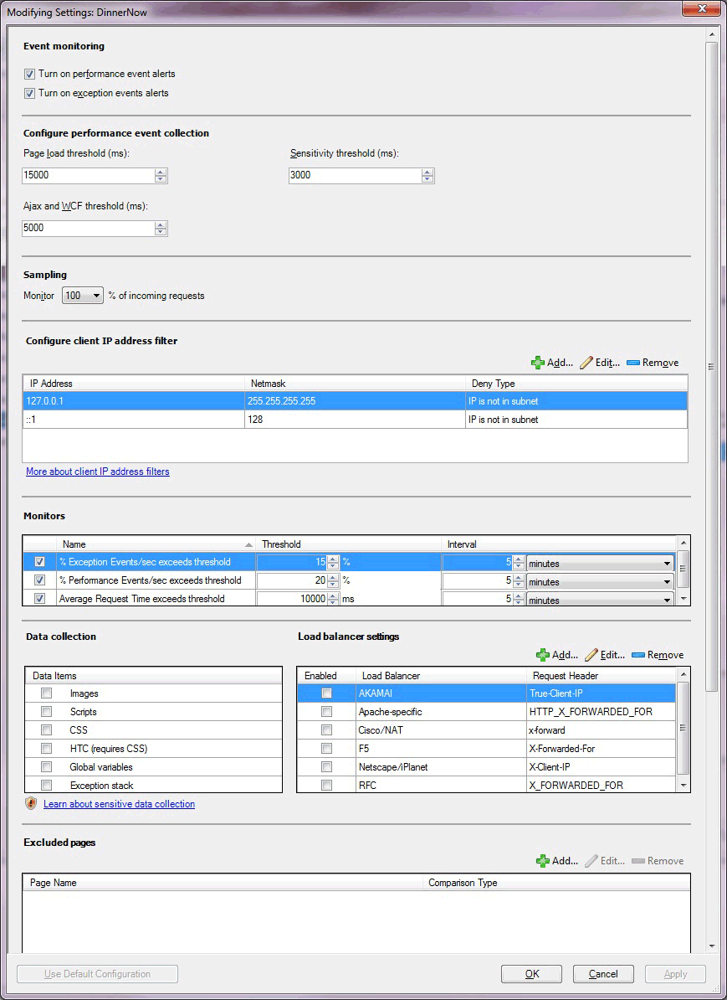 Modifying Settings: DinnerNow
Event monitoring
Turn on performance event alerts
Turn on exception events alerts
Configure performance event collection
Page load threshold (ms): Sensitivity threshold (ms):
15000 3000
Ajax and WCF threshold (ms):
5000
Sampling
Monitor 100 % of incoming requests
Configure client IP address filter
Add... Edit... Remove
IP Address Netmask Deny Type
127.0.0.1 255.255.255.255 IP is not in subnet
::1 128 IP is not in subnet
More about client IP address filters
Monitors
Name Threshold Interval
% Exception Events/sec exceeds threshold 15 % 5 minutes
% Performance Events/sec exceeds threshold 20 % 5 minutes
Average Request Time exceeds threshold 10000 ms 5 minutes
Data collection Load balancer settings
Add... Edit... Remove
Data Items Enabled Load Balancer Request Header
Images AKAMAI True-Client-IP
Scripts Apache-specific HTTP_X_FORWARDED_FOR
CSS Cisco/NAT x-forward
HTC (requires CSS) F5 X-Forwarded-For
Global variables Netscape/iPlanet X-Client-IP
Exception stack RFC X_FORWARDED_FOR
Learn about sensitive data collection
Excluded pages
Add... Edit... Remove
Page Name Comparison Type
Use Default Configuration OK Cancel Apply